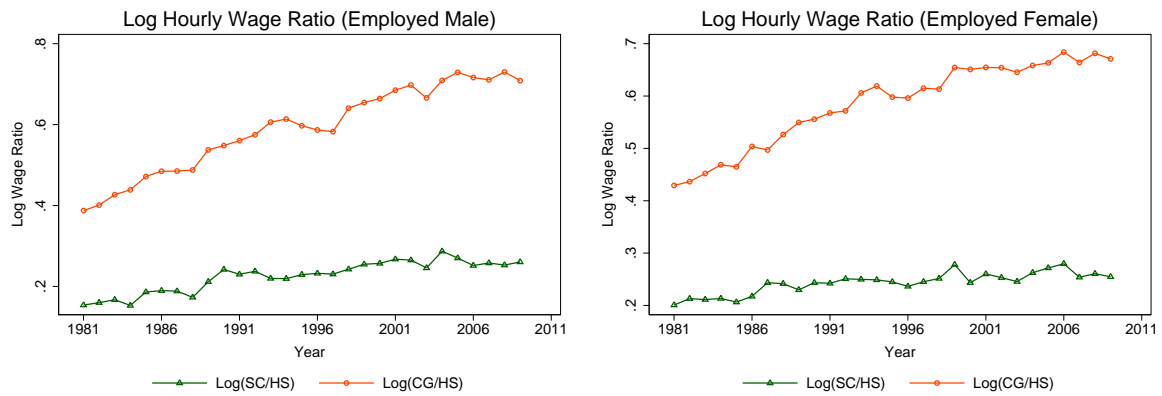 Log Hourly Wage Ratio (Employed Male)
Log Wage Ratio
.8
.6
.4
.2
1981 1986 1991 1996 2001 2006 2011
Year
Log(SC/HS) Log(CG/HS)
Log Hourly Wage Ratio (Employed Female)
Log Wage Ratio
.7
.6
.5
.4
.3
.2
1981 1986 1991 1996 2001 2006 2011
Year
Log(SC/HS) Log(CG/HS)